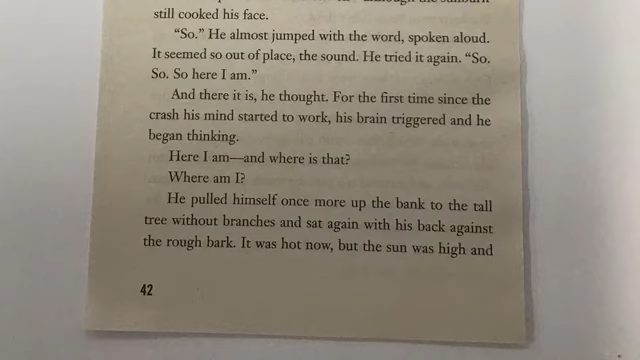 still cooked his face.
“So.” He almost jumped with the word, spoken aloud.
It seemed so out of place, the sound. He tried it again. “So.
So. So here I am.”
And there it is, he thought. For the first time since the
crash his mind started to work, his brain triggered and he
began thinking.
Here I am—and where is that?
Where am I?
He pulled himself once more up the bank to the tall
tree without branches and sat again with his back against
the rough bark. It was hot now, but the sun was high and
42